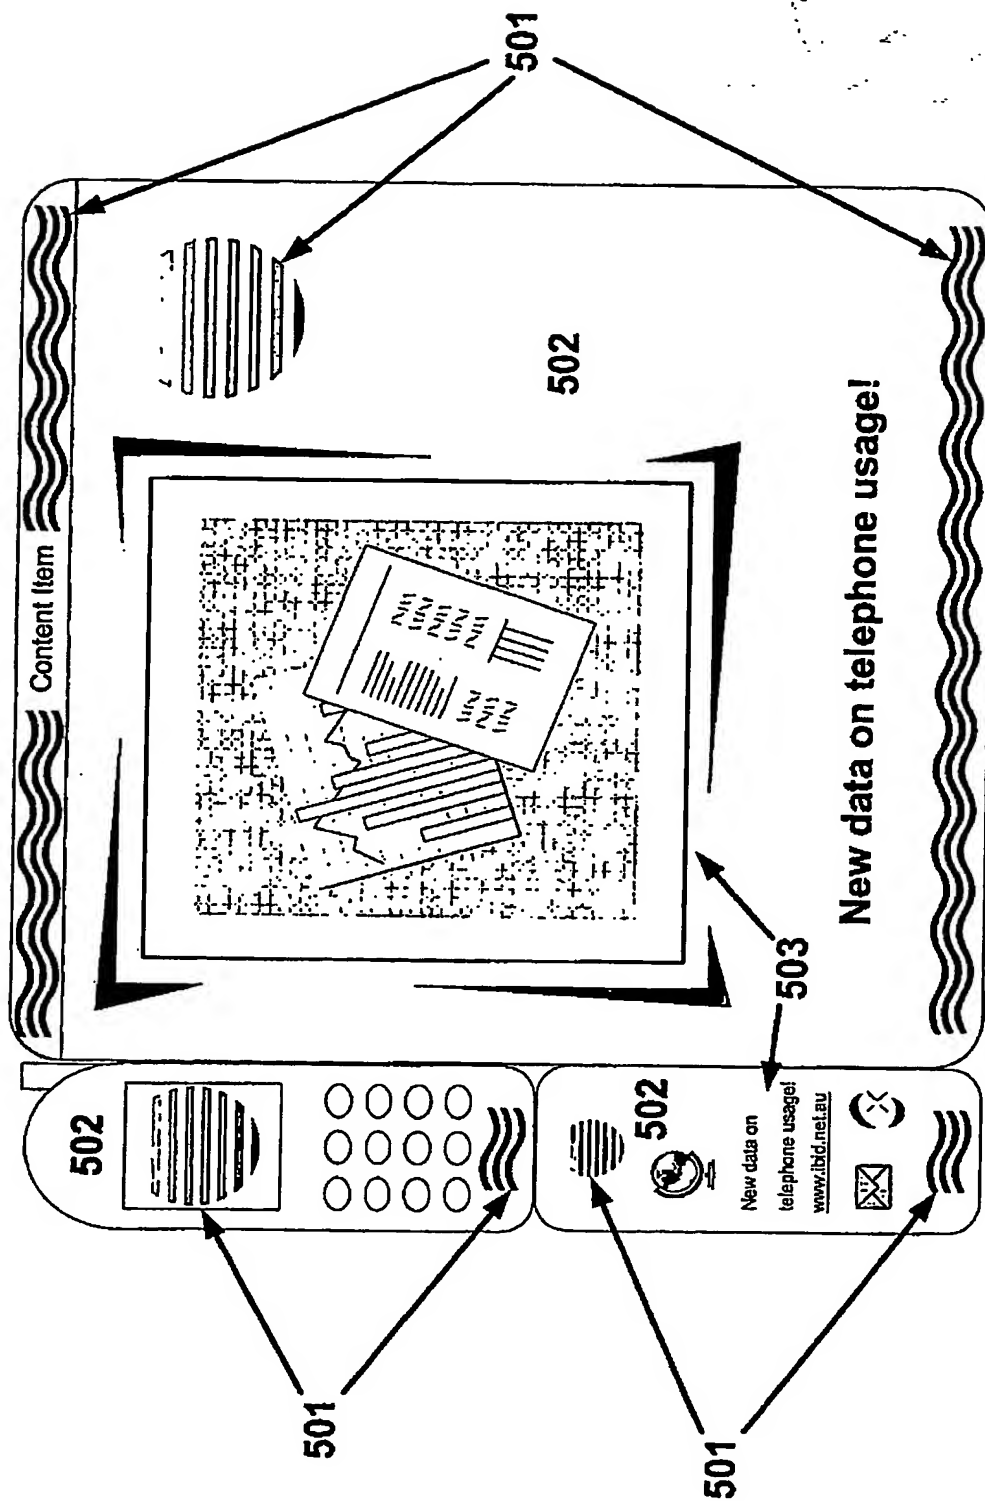 501
Content Item
502
New data on telephone usage!
503
502
502
New data on
telephone usage!
www.ibid.net.au
501
501